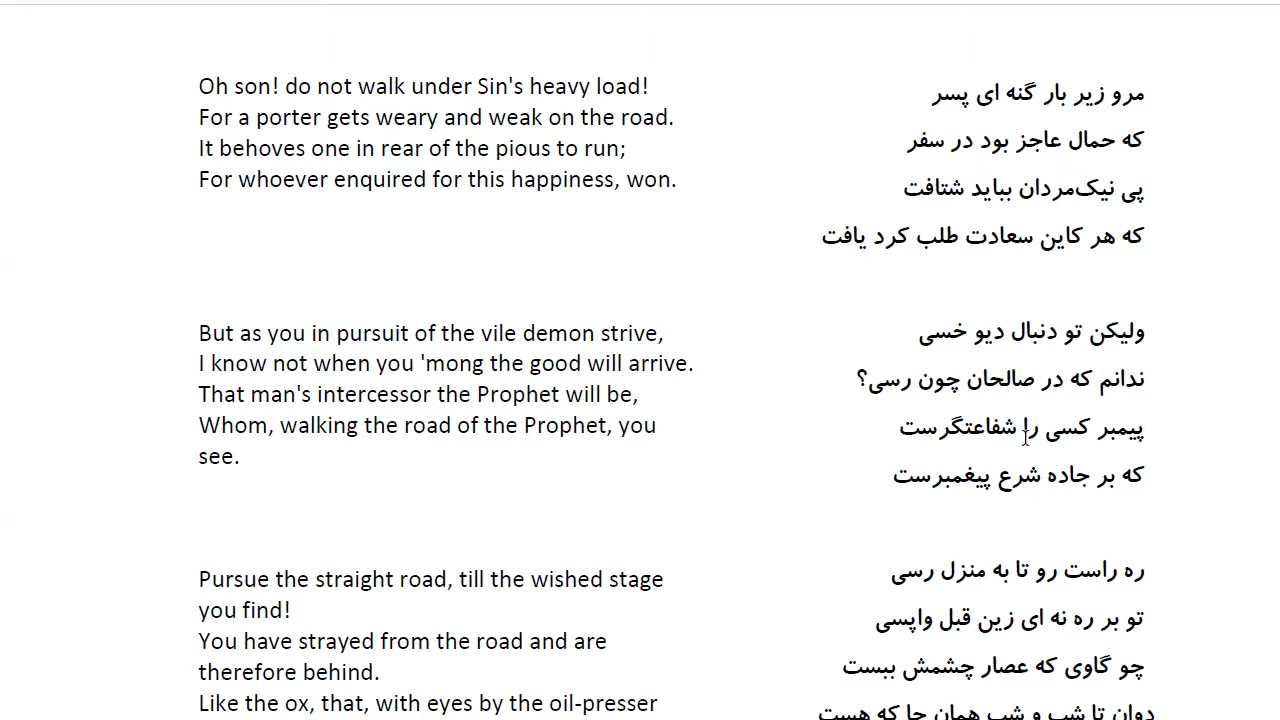 Oh son! do not walk under Sin's heavy load!
For a porter gets weary and weak on the road.
It behoves one in rear of the pious to run;
For whoever enquired for this happiness, won.
مرو زیر بار گنه ای پسر
که حمال عاجز بود در سفر
پی نیک‌مردان بباید شتافت
که هر کاین سعادت طلب کرد یافت
But as you in pursuit of the vile demon strive,
I know not when you 'mong the good will arrive.
That man's intercessor the Prophet will be,
Whom, walking the road of the Prophet, you
see.
ولیکن تو دنبال دیو خسی
ندانم که در صالحان چون رسی؟
پیمبر کسی را شفاعتگرست
که بر جاده شرع پیغمبرست
Pursue the straight road, till the wished stage
you find!
You have strayed from the road and are
therefore behind.
Like the ox, that, with eyes by the oil-presser
ره راست رو تا به منزل رسی
تو بر ره نه ای زین قبل واپسی
چو گاوی که عصار چشمش ببست
دوان تا شب و شب همان جا که هست